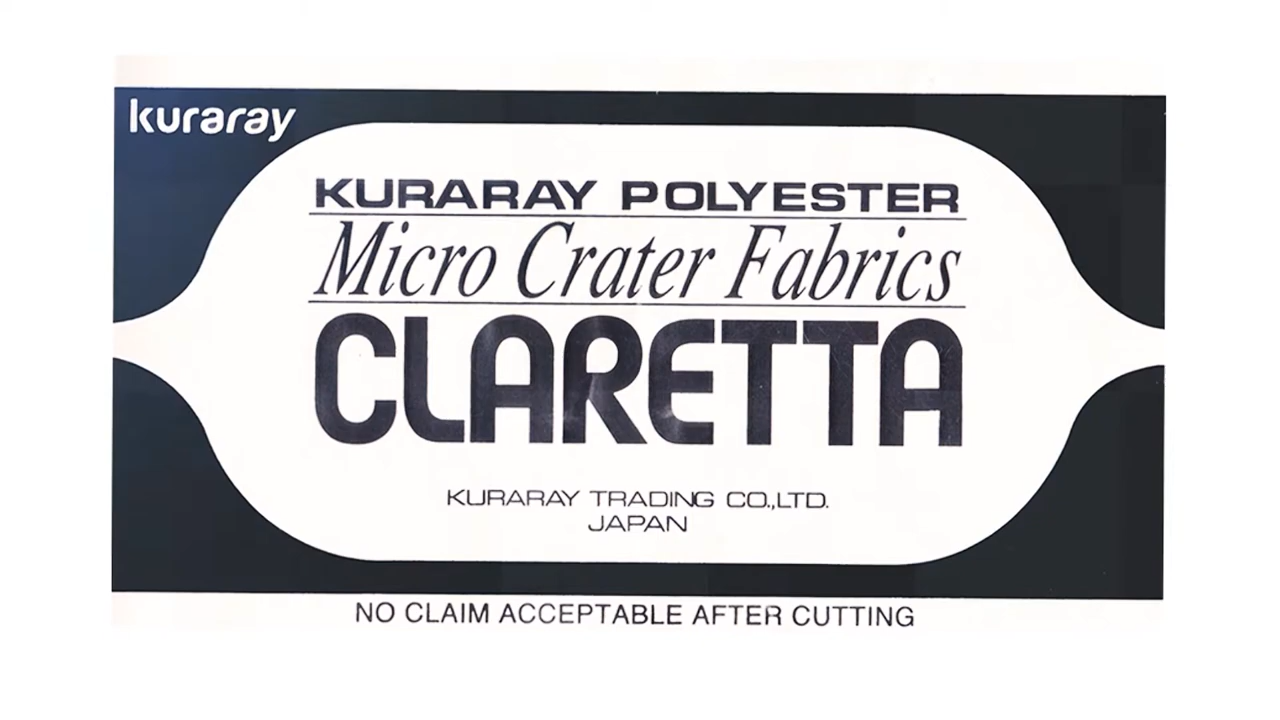 kuraray
KURARAY POLYESTER
Micro Crater Fabrics
CLARETTA
KURARAY TRADING CO.,LTD.
JAPAN
NO CLAIM ACCEPTABLE AFTER CUTTING